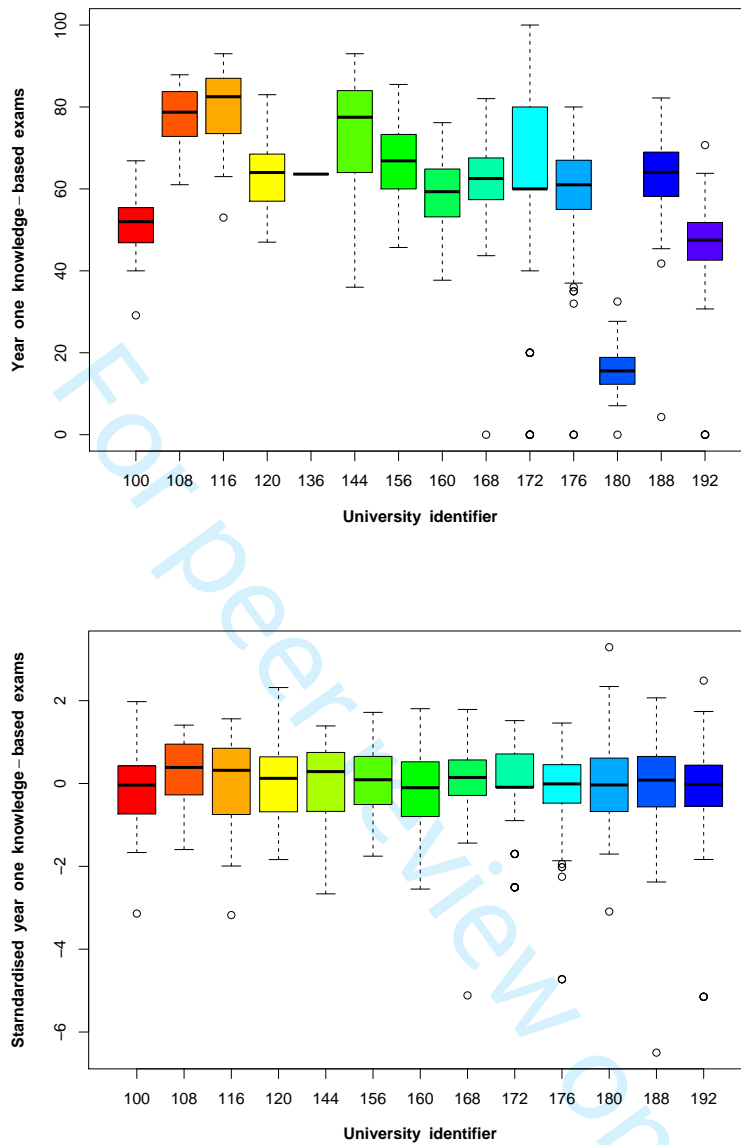 Year one knowledge−based exams
100
80
60
40
20
0
100 108 116 120 136 144 156 160 168 172 176 180 188 192
University identifier
Starndardised year one knowledge−based exams
2
0
−2
−4
−6
100 108 116 120 144 156 160 168 172 176 180 188 192
University identifier
For peer review on